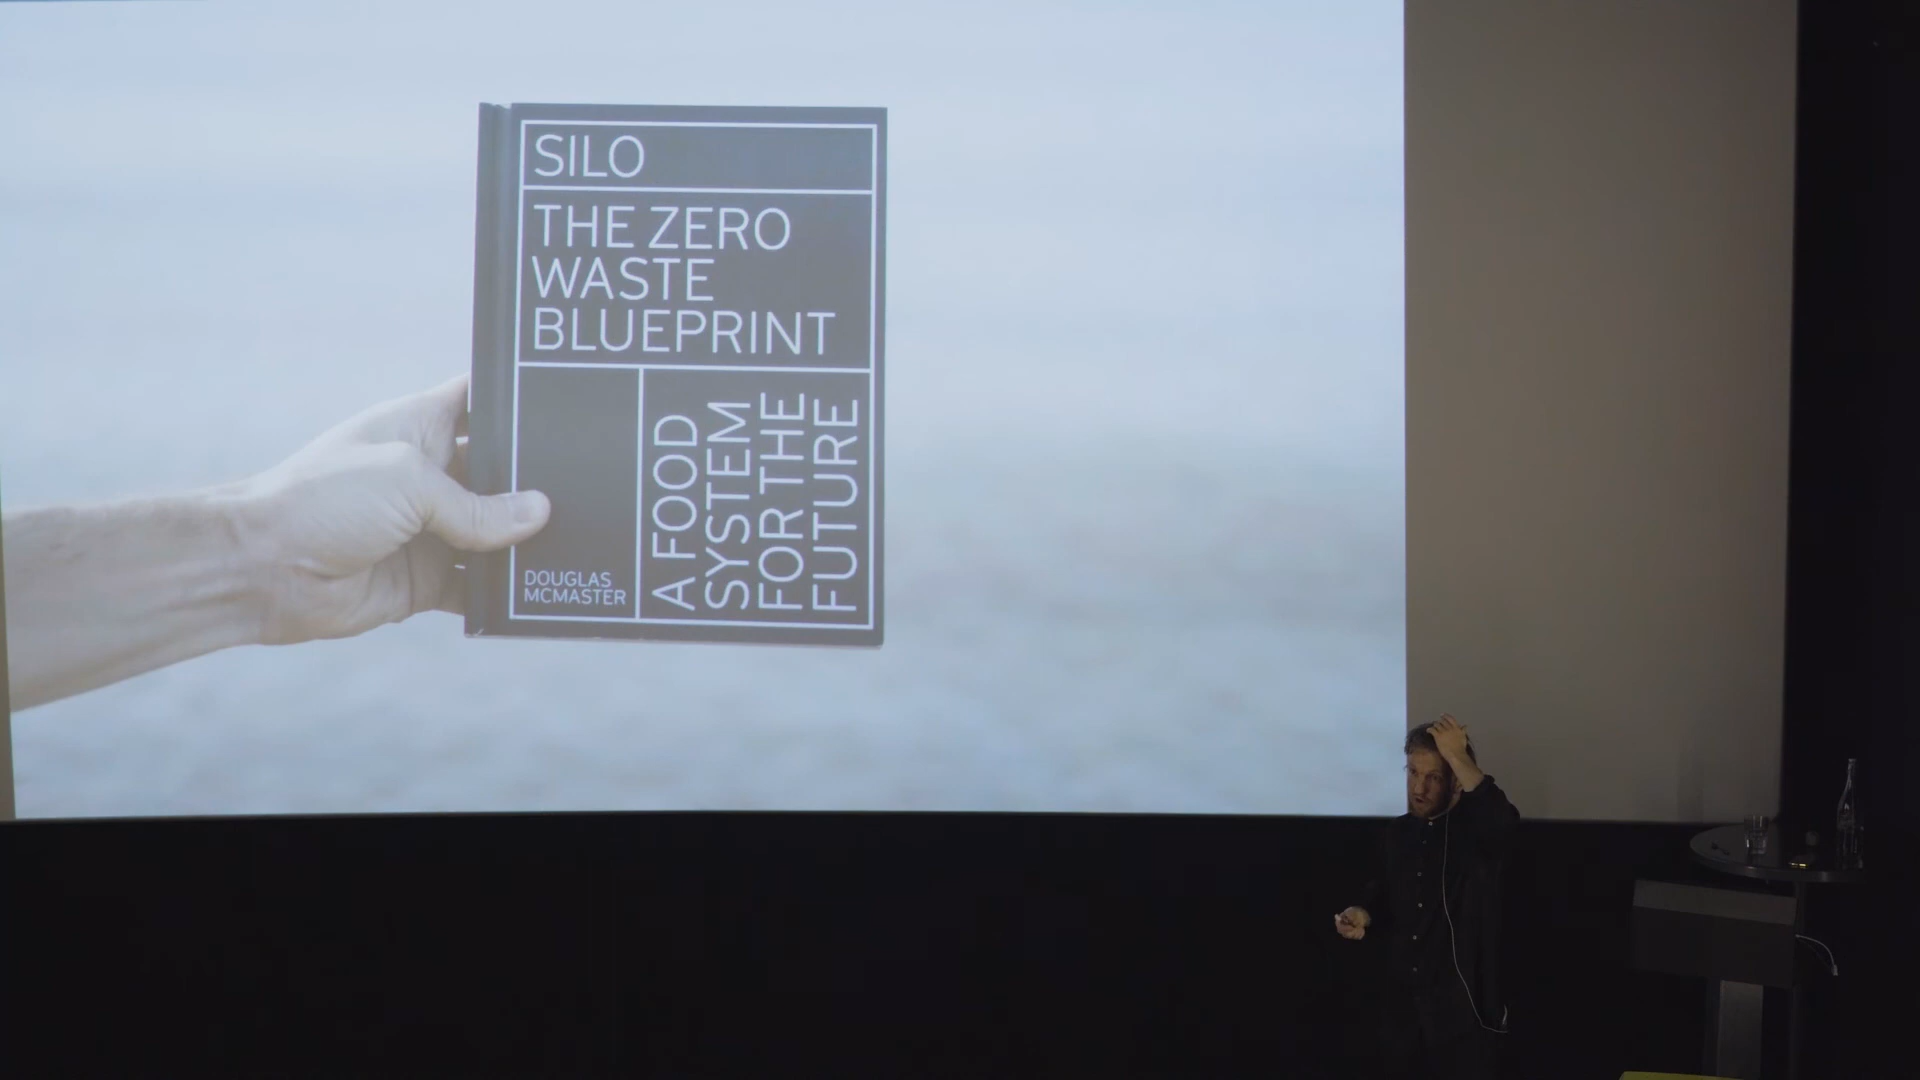 SILO
THE ZERO
WASTE
BLUEPRINT
A FOOD
SYSTEM
FOR THE
FUTURE
DOUGLAS
MCMASTER